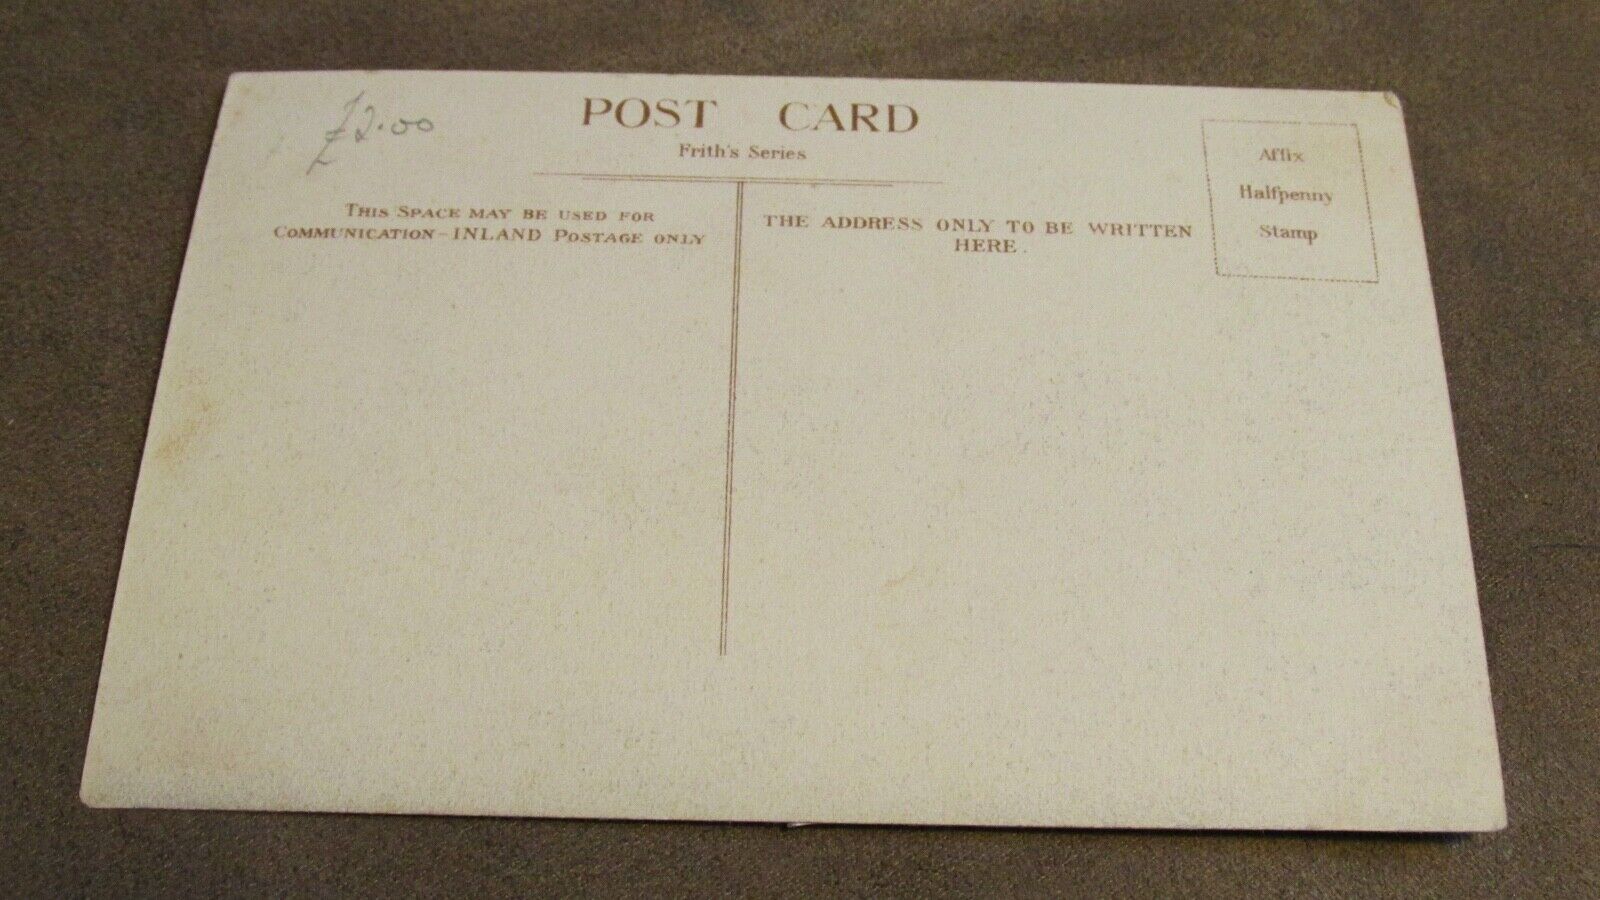 £2.00
POST CARD
Frith's Series
THIS SPACE MAY BE USED FOR
COMMUNICATION–INLAND POSTAGE ONLY
THE ADDRESS ONLY TO BE WRITTEN
HERE.
Affix
Halfpenny
Stamp